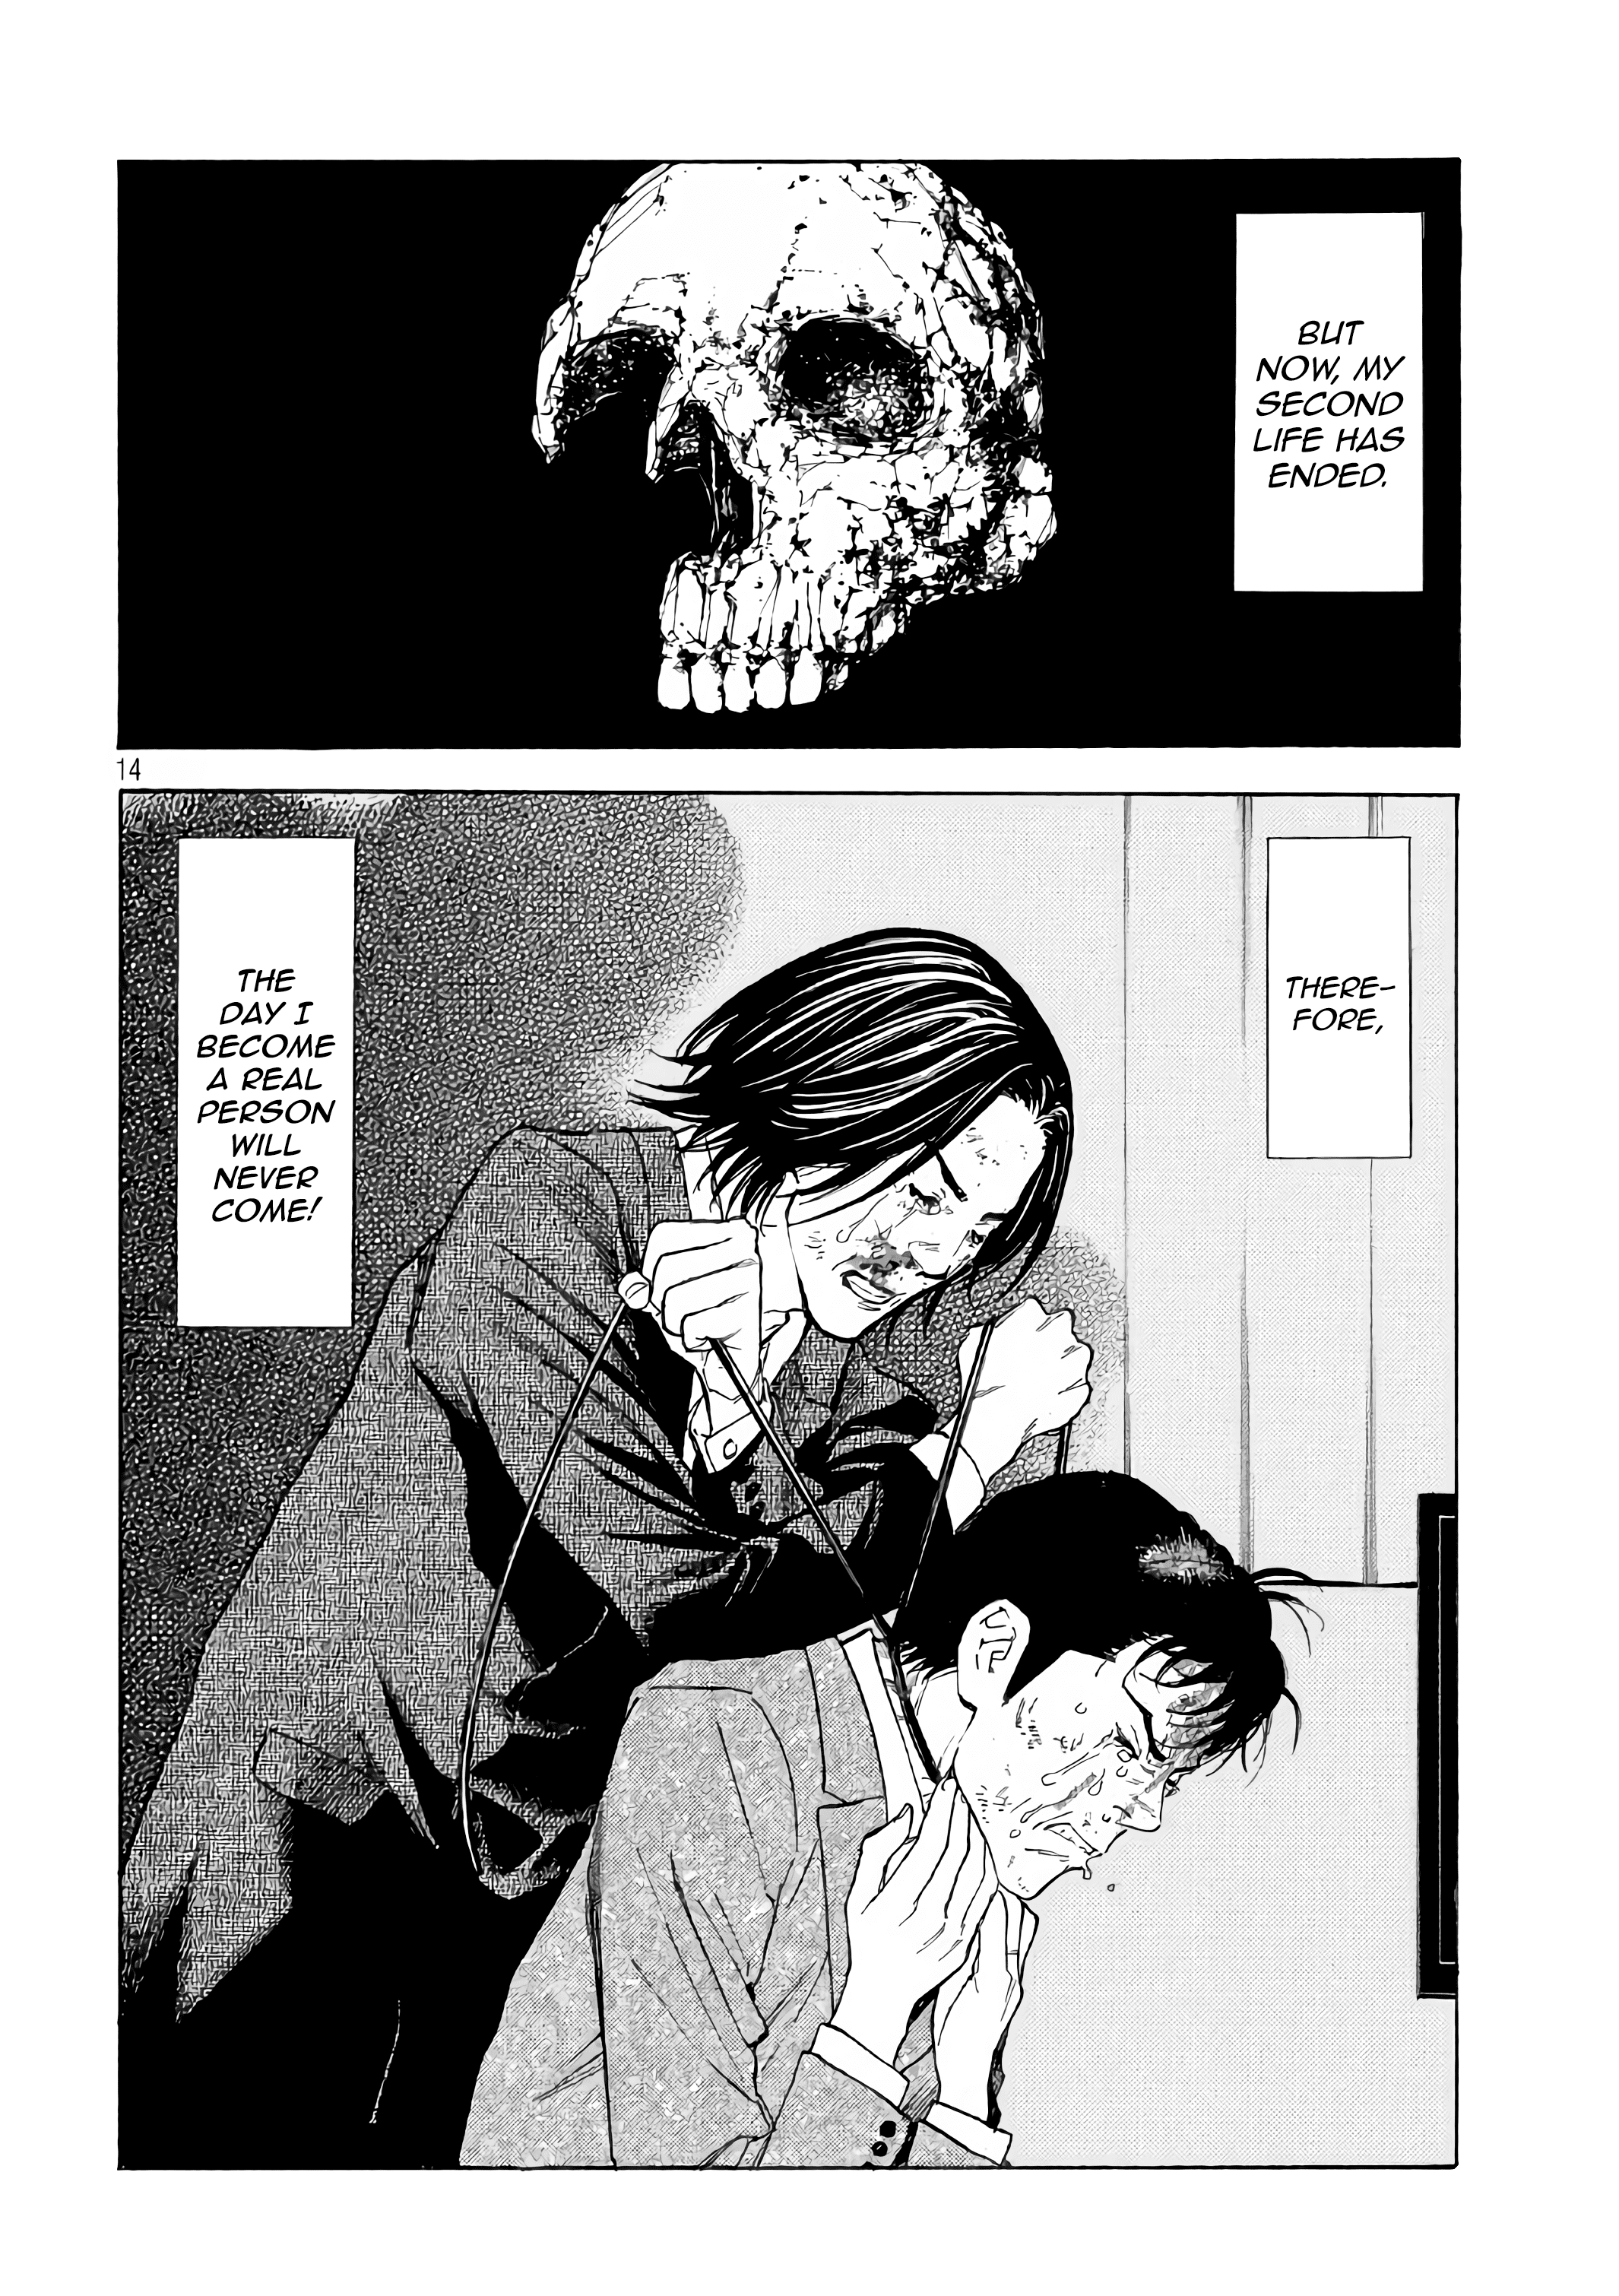 BUT
NOW, MY
SECOND
LIFE HAS
ENDED.
14
THERE-
FORE,
THE
DAY I
BECOME
A REAL
PERSON
WILL
NEVER
COME!